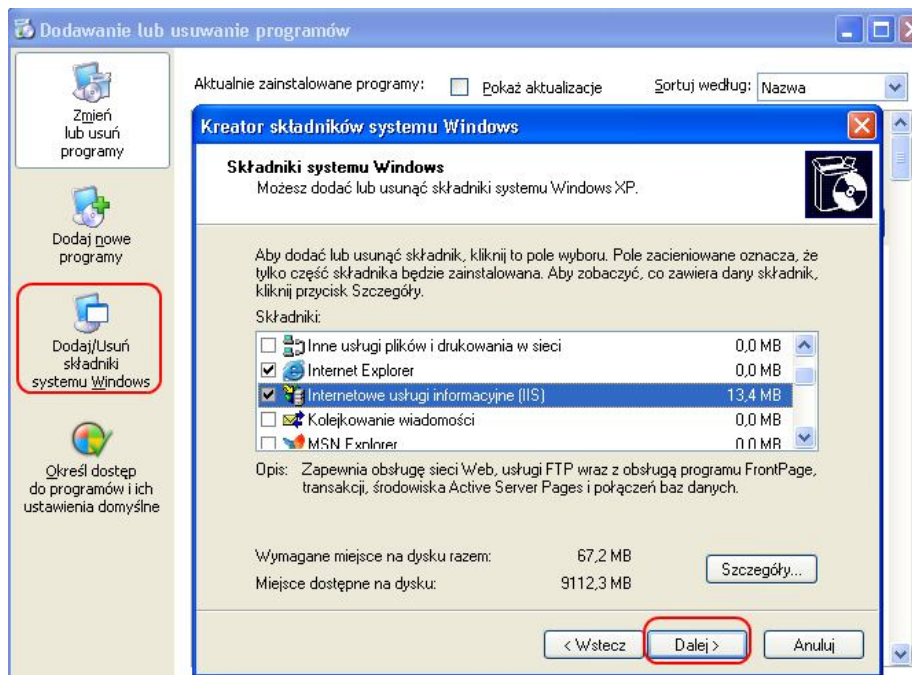 Dodawanie lub usuwanie programów
Zmień
lub usuń
programy
Dodaj nowe
programy
Dodaj/Usuń
składniki
systemu Windows
Określ dostęp
do programów i ich
ustawienia domyślne
Aktualnie zainstalowane programy:
Pokaż aktualizacje
Sortuj według:
Nazwa
Kreator składników systemu Windows
Składniki systemu Windows
Możesz dodać lub usunąć składniki systemu Windows XP.
Aby dodać lub usunąć składnik, kliknij to pole wyboru. Pole zacieniowane oznacza, że
tylko część składnika będzie zainstalowana. Aby zobaczyć, co zawiera dany składnik,
kliknij przycisk Szczegóły.
Składniki:
Inne usługi plików i drukowania w sieci 0,0 MB
Internet Explorer 0,0 MB
Internetowe usługi informacyjne (IIS) 13,4 MB
Kolejkowanie wiadomości 0,0 MB
MSN Explorer 0,0 MB
Opis: Zapewnia obsługę sieci Web, usługi FTP wraz z obsługą programu FrontPage,
transakcji, środowiska Active Server Pages i połączeń baz danych.
Wymagane miejsce na dysku razem: 67,2 MB
Miejsce dostępne na dysku: 9112,3 MB
Szczegóły...
< Wstecz
Dalej >
Anuluj